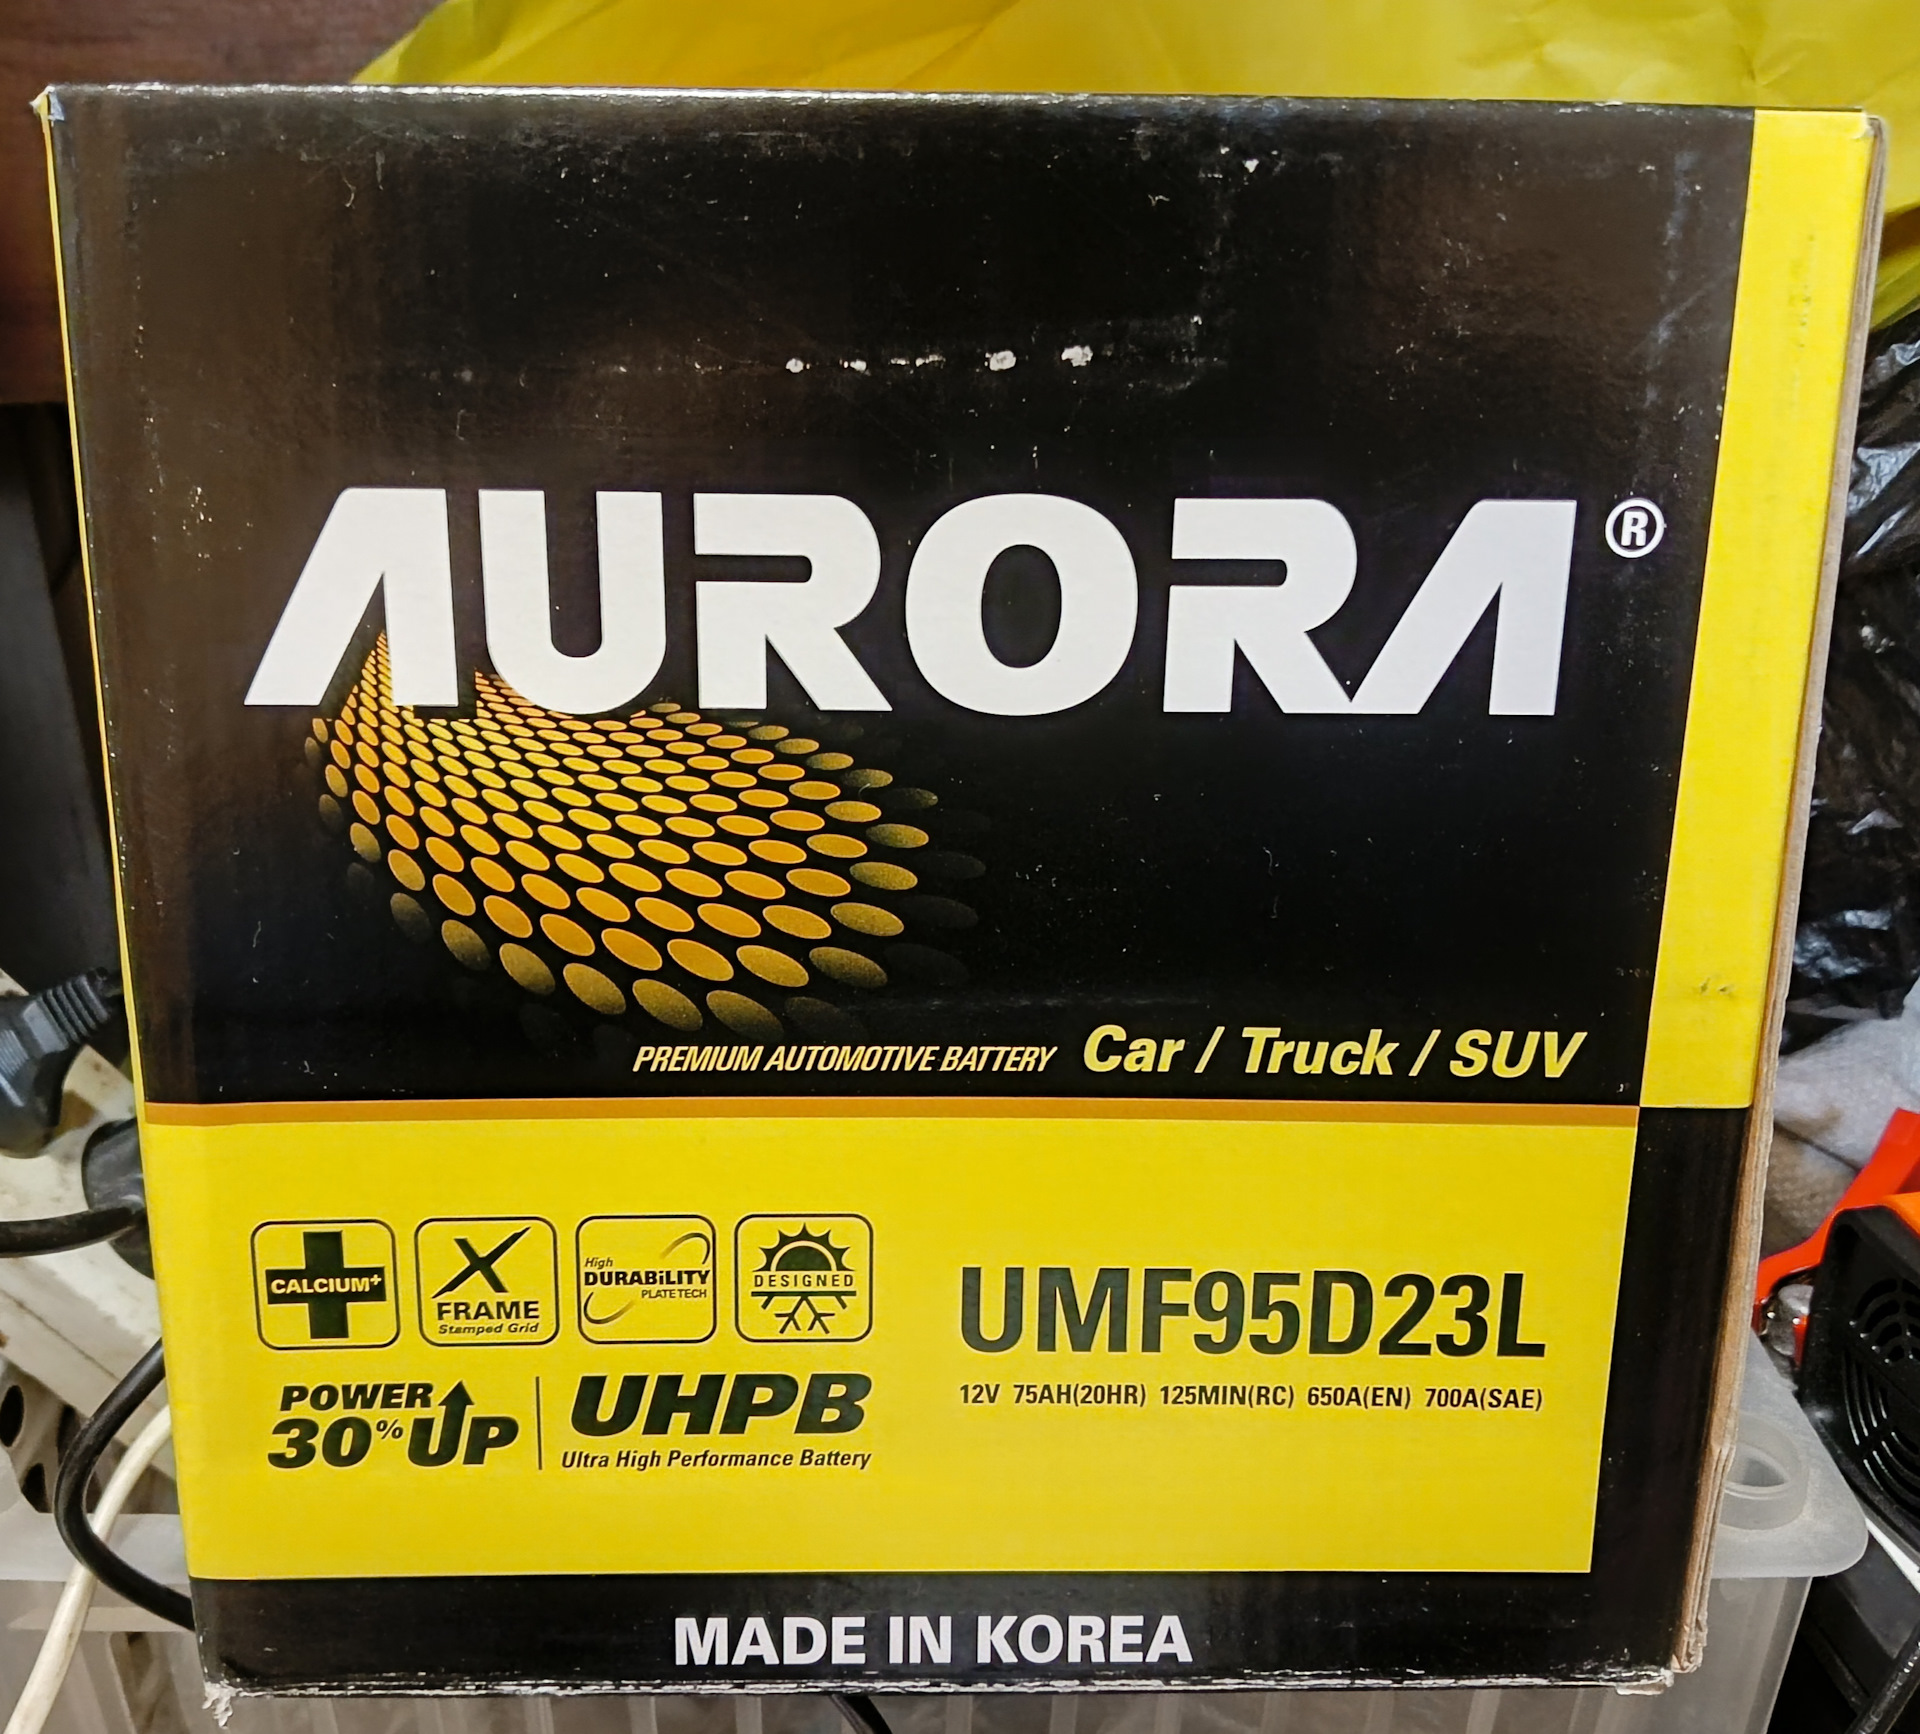 AURORA®
PREMIUM AUTOMOTIVE BATTERY Car / Truck / SUV
CALCIUM+
X
FRAME
Stamped Grid
High
DURABiLiTY
PLATE TECH
DESIGNED
UMF95D23L
12V 75AH(20HR) 125MIN(RC) 650A(EN) 700A(SAE)
POWER
30% UP
UHPB
Ultra High Performance Battery
MADE IN KOREA